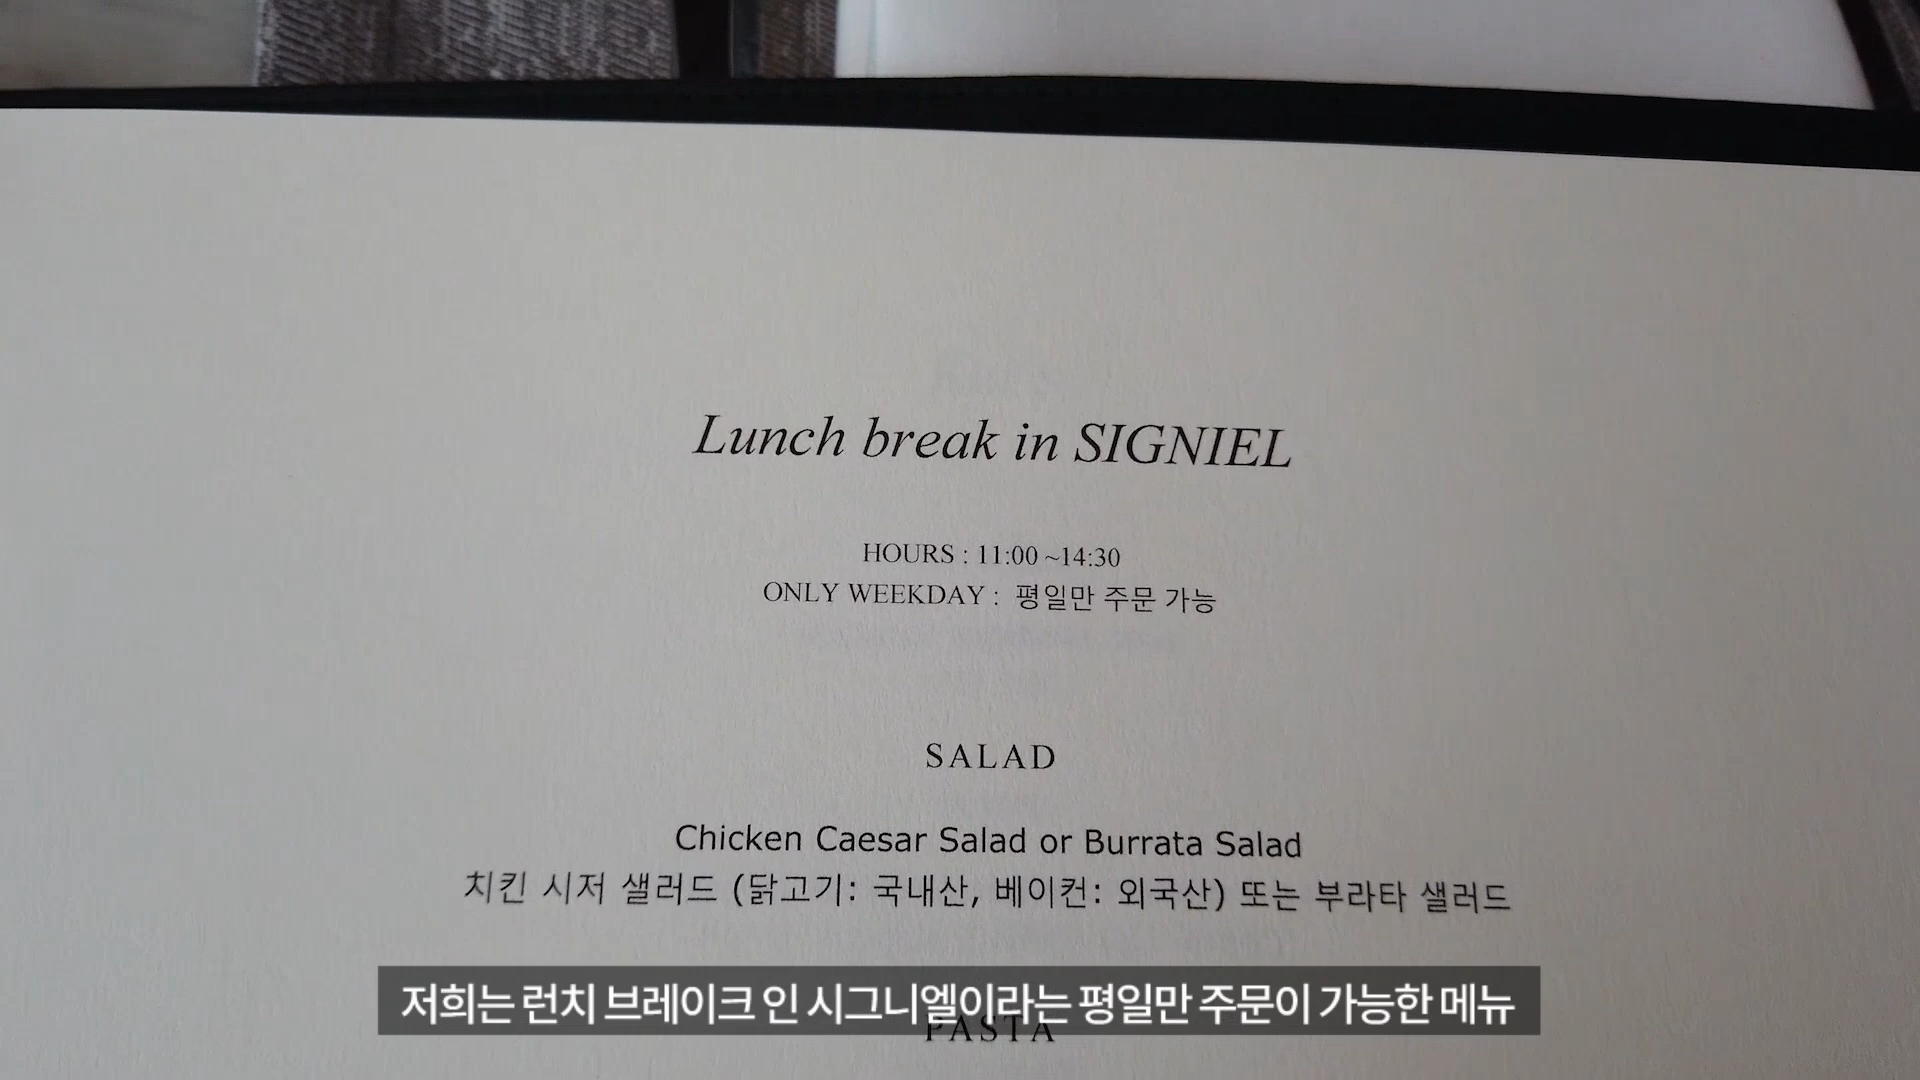 Lunch break in SIGNIEL
HOURS : 11:00 ~14:30
ONLY WEEKDAY : 평일만 주문 가능
SALAD
Chicken Caesar Salad or Burrata Salad
치킨 시저 샐러드 (닭고기: 국내산, 베이컨: 외국산) 또는 부라타 샐러드
저희는 런치 브레이크 인 시그니엘이라는 평일만 주문이 가능한 메뉴
PASTA